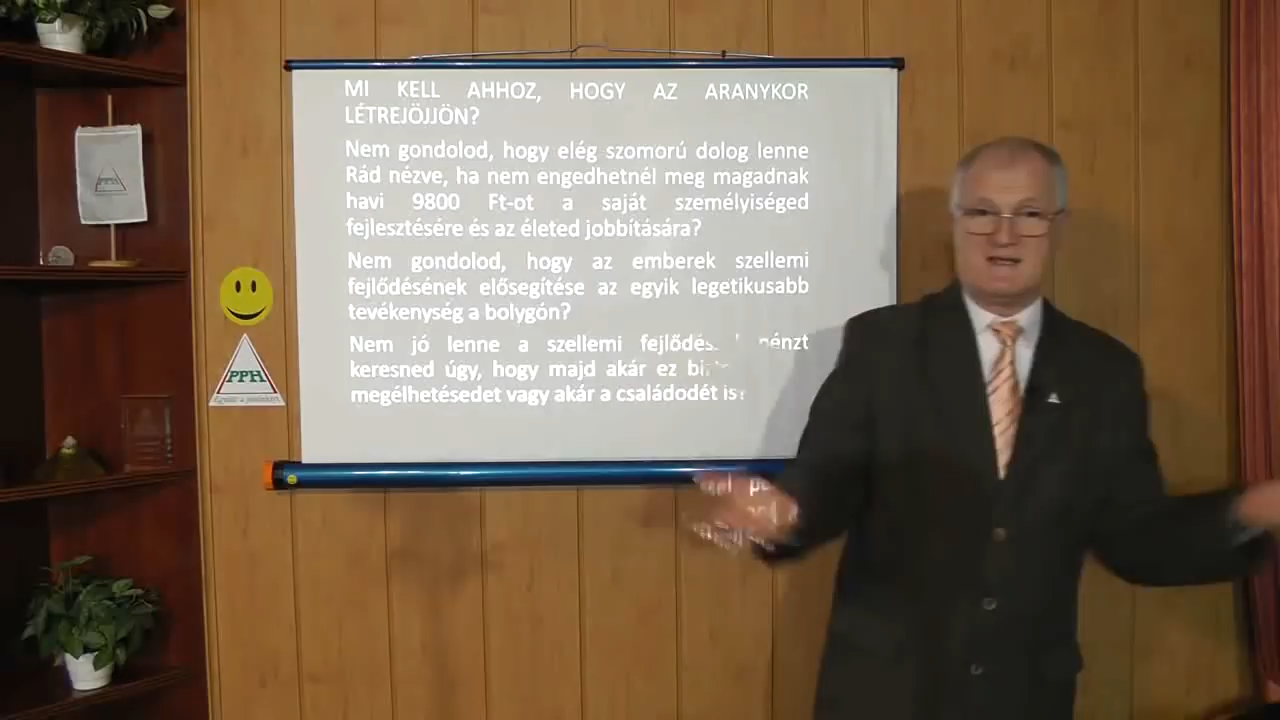 MI KELL AHHOZ, HOGY AZ ARANYKOR
LÉTREJÖJJÖN?
Nem gondolod, hogy elég szomorú dolog lenne
Rád nézve, ha nem engedhetnél meg magadnak
havi 9800 Ft-ot a saját személyiséged
fejlesztésére és az életed jobbítására?
Nem gondolod, hogy az emberek szellemi
fejlődésének elősegítése az egyik legetikusabb
tevékenység a bolygón?
Nem jó lenne a szellemi pénzt
keresned úgy, hogy majd akár ez
megélhetésedet vagy akár a családodét is?
PPH